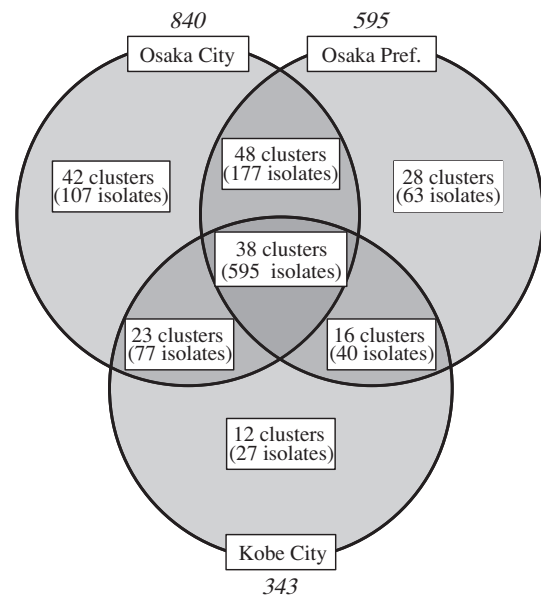 840
595
Osaka City
Osaka Pref.
48 clusters
(177 isolates)
42 clusters
(107 isolates)
28 clusters
(63 isolates)
38 clusters
(595 isolates)
23 clusters
(77 isolates)
16 clusters
(40 isolates)
12 clusters
(27 isolates)
Kobe City
343